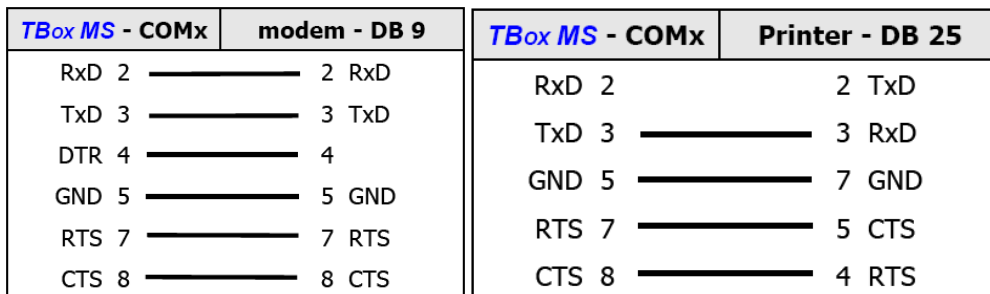 TBox MS - COMx modem - DB 9
RxD 2 2 RxD
TxD 3 3 TxD
DTR 4 4
GND 5 5 GND
RTS 7 7 RTS
CTS 8 8 CTS
TBox MS - COMx Printer - DB 25
RxD 2 2 TxD
TxD 3 3 RxD
GND 5 7 GND
RTS 7 5 CTS
CTS 8 4 RTS